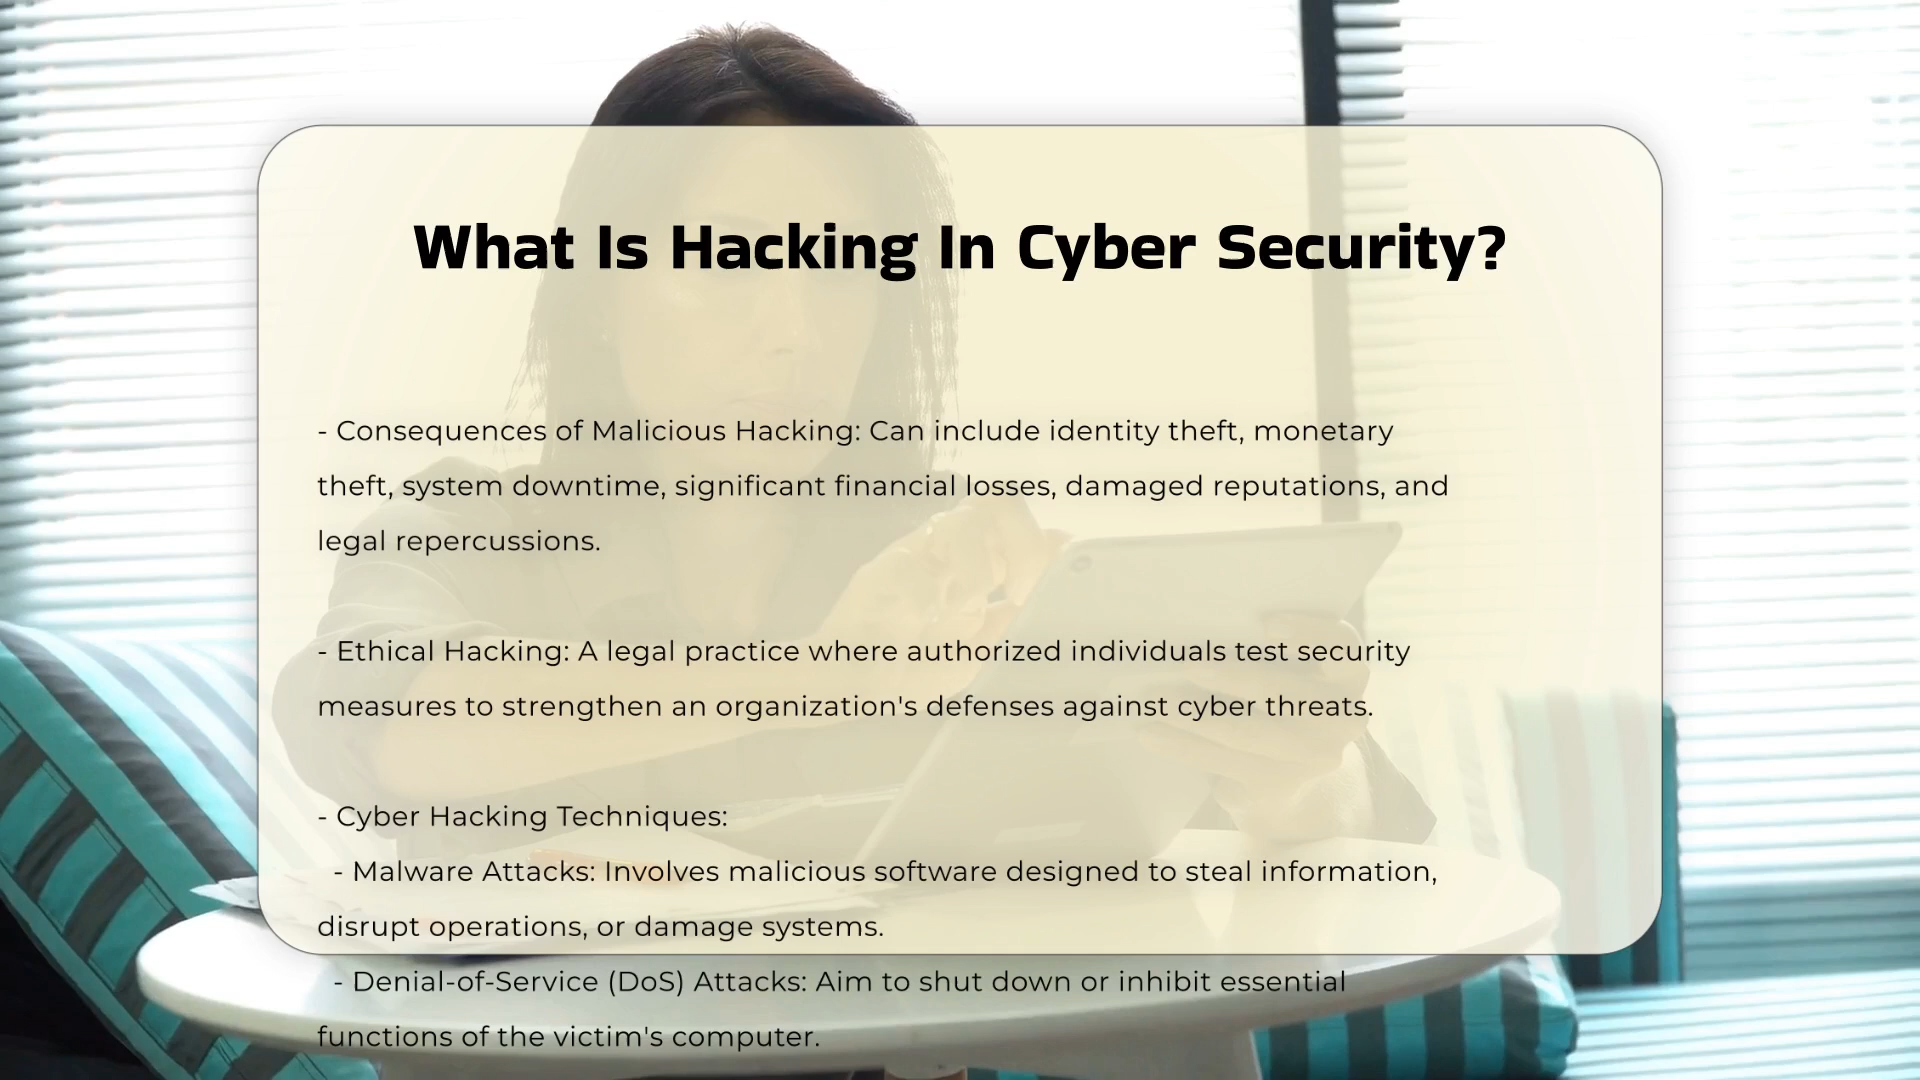 What Is Hacking In Cyber Security?
- Consequences of Malicious Hacking: Can include identity theft, monetary
theft, system downtime, significant financial losses, damaged reputations, and
legal repercussions.
- Ethical Hacking: A legal practice where authorized individuals test security
measures to strengthen an organization's defenses against cyber threats.
- Cyber Hacking Techniques:
- Malware Attacks: Involves malicious software designed to steal information,
disrupt operations, or damage systems.
- Denial-of-Service (DoS) Attacks: Aim to shut down or inhibit essential
functions of the victim's computer.